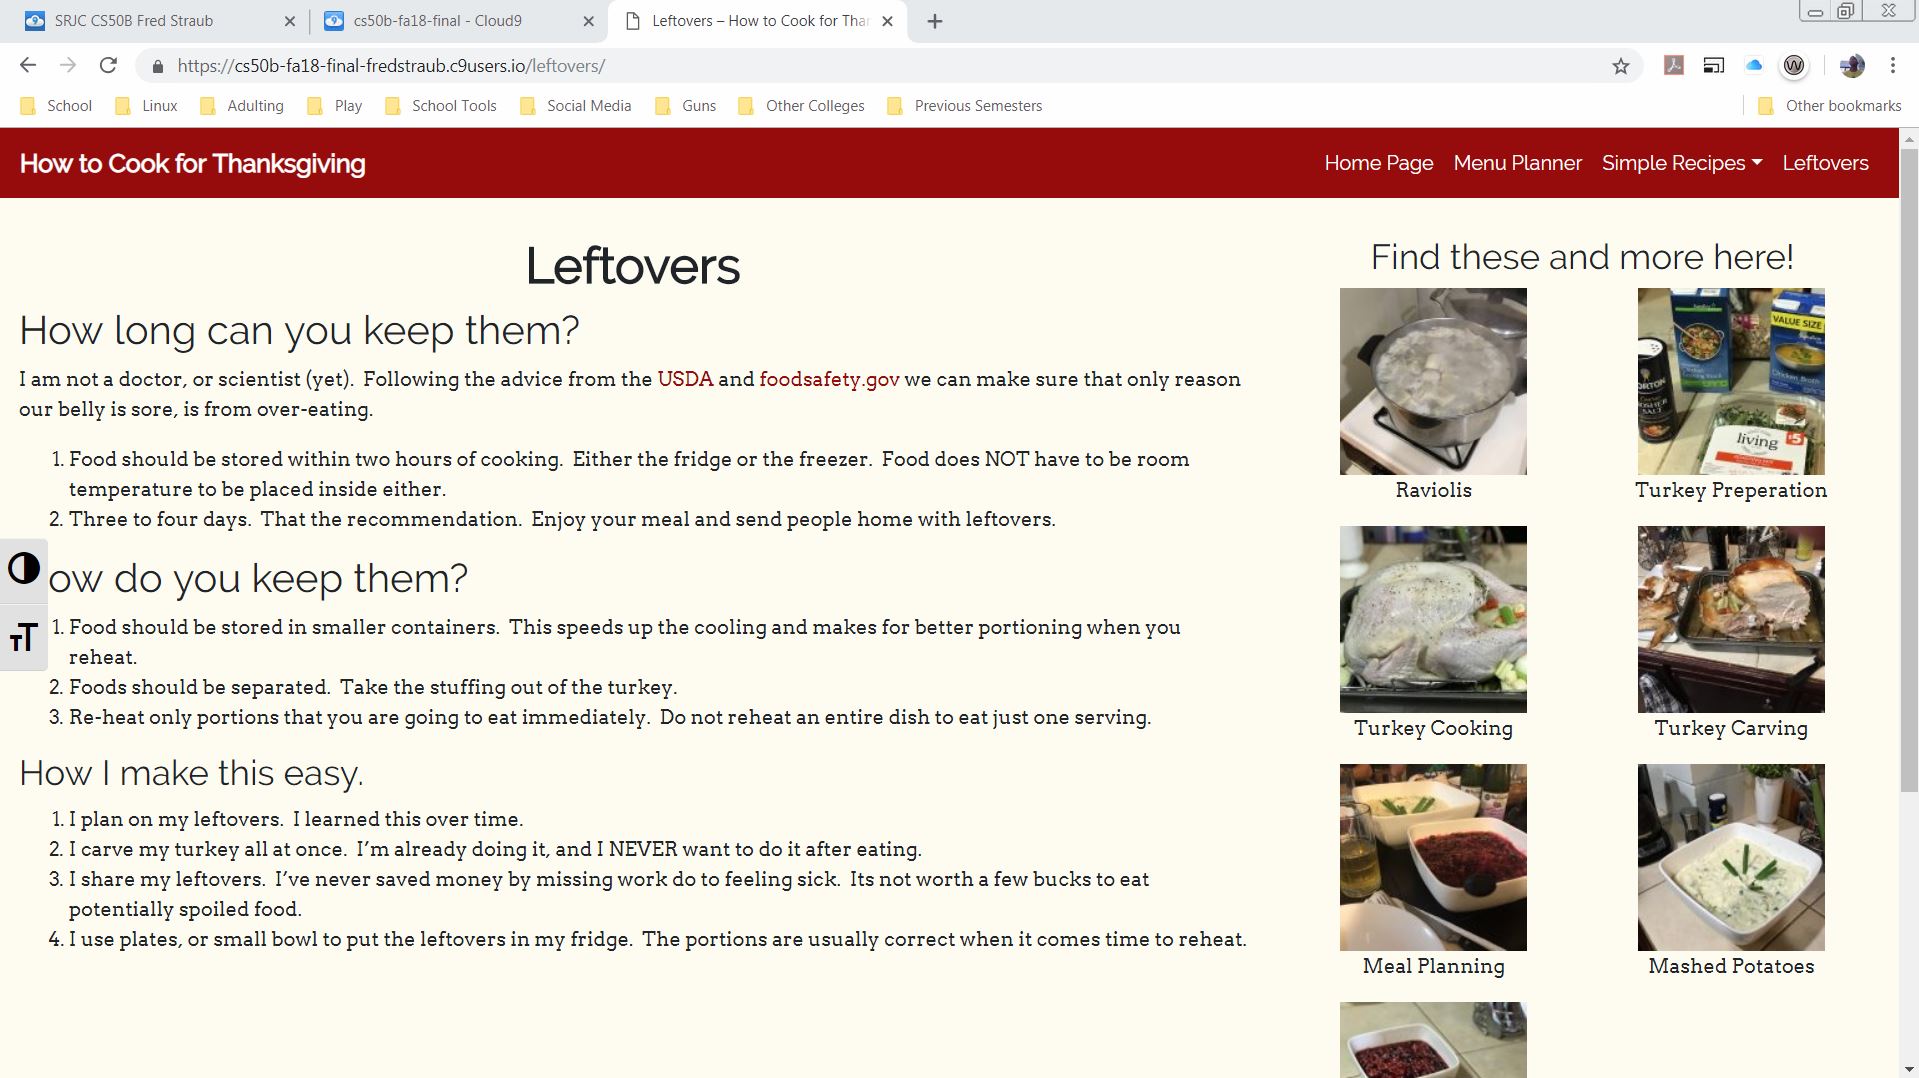 SRJC CS50B Fred Straub
cs50b-fa18-final - Cloud9
Leftovers – How to Cook for Tha
https://cs50b-fa18-final-fredstraub.c9users.io/leftovers/
School Linux Adulting Play School Tools Social Media Guns Other Colleges Previous Semesters Other bookmarks
How to Cook for Thanksgiving
Home Page Menu Planner Simple Recipes Leftovers
Leftovers
How long can you keep them?
I am not a doctor, or scientist (yet). Following the advice from the USDA and foodsafety.gov we can make sure that only reason
our belly is sore, is from over-eating.
1. Food should be stored within two hours of cooking. Either the fridge or the freezer. Food does NOT have to be room
temperature to be placed inside either.
2. Three to four days. That the recommendation. Enjoy your meal and send people home with leftovers.
ow do you keep them?
1. Food should be stored in smaller containers. This speeds up the cooling and makes for better portioning when you
reheat.
2. Foods should be separated. Take the stuffing out of the turkey.
3. Re-heat only portions that you are going to eat immediately. Do not reheat an entire dish to eat just one serving.
How I make this easy.
1. I plan on my leftovers. I learned this over time.
2. I carve my turkey all at once. I’m already doing it, and I NEVER want to do it after eating.
3. I share my leftovers. I’ve never saved money by missing work do to feeling sick. Its not worth a few bucks to eat
potentially spoiled food.
4. I use plates, or small bowl to put the leftovers in my fridge. The portions are usually correct when it comes time to reheat.
TT
Find these and more here!
VALUE SIZE
Chicken Broth
living
Raviolis
Turkey Preperation
Turkey Cooking
Turkey Carving
Meal Planning
Mashed Potatoes